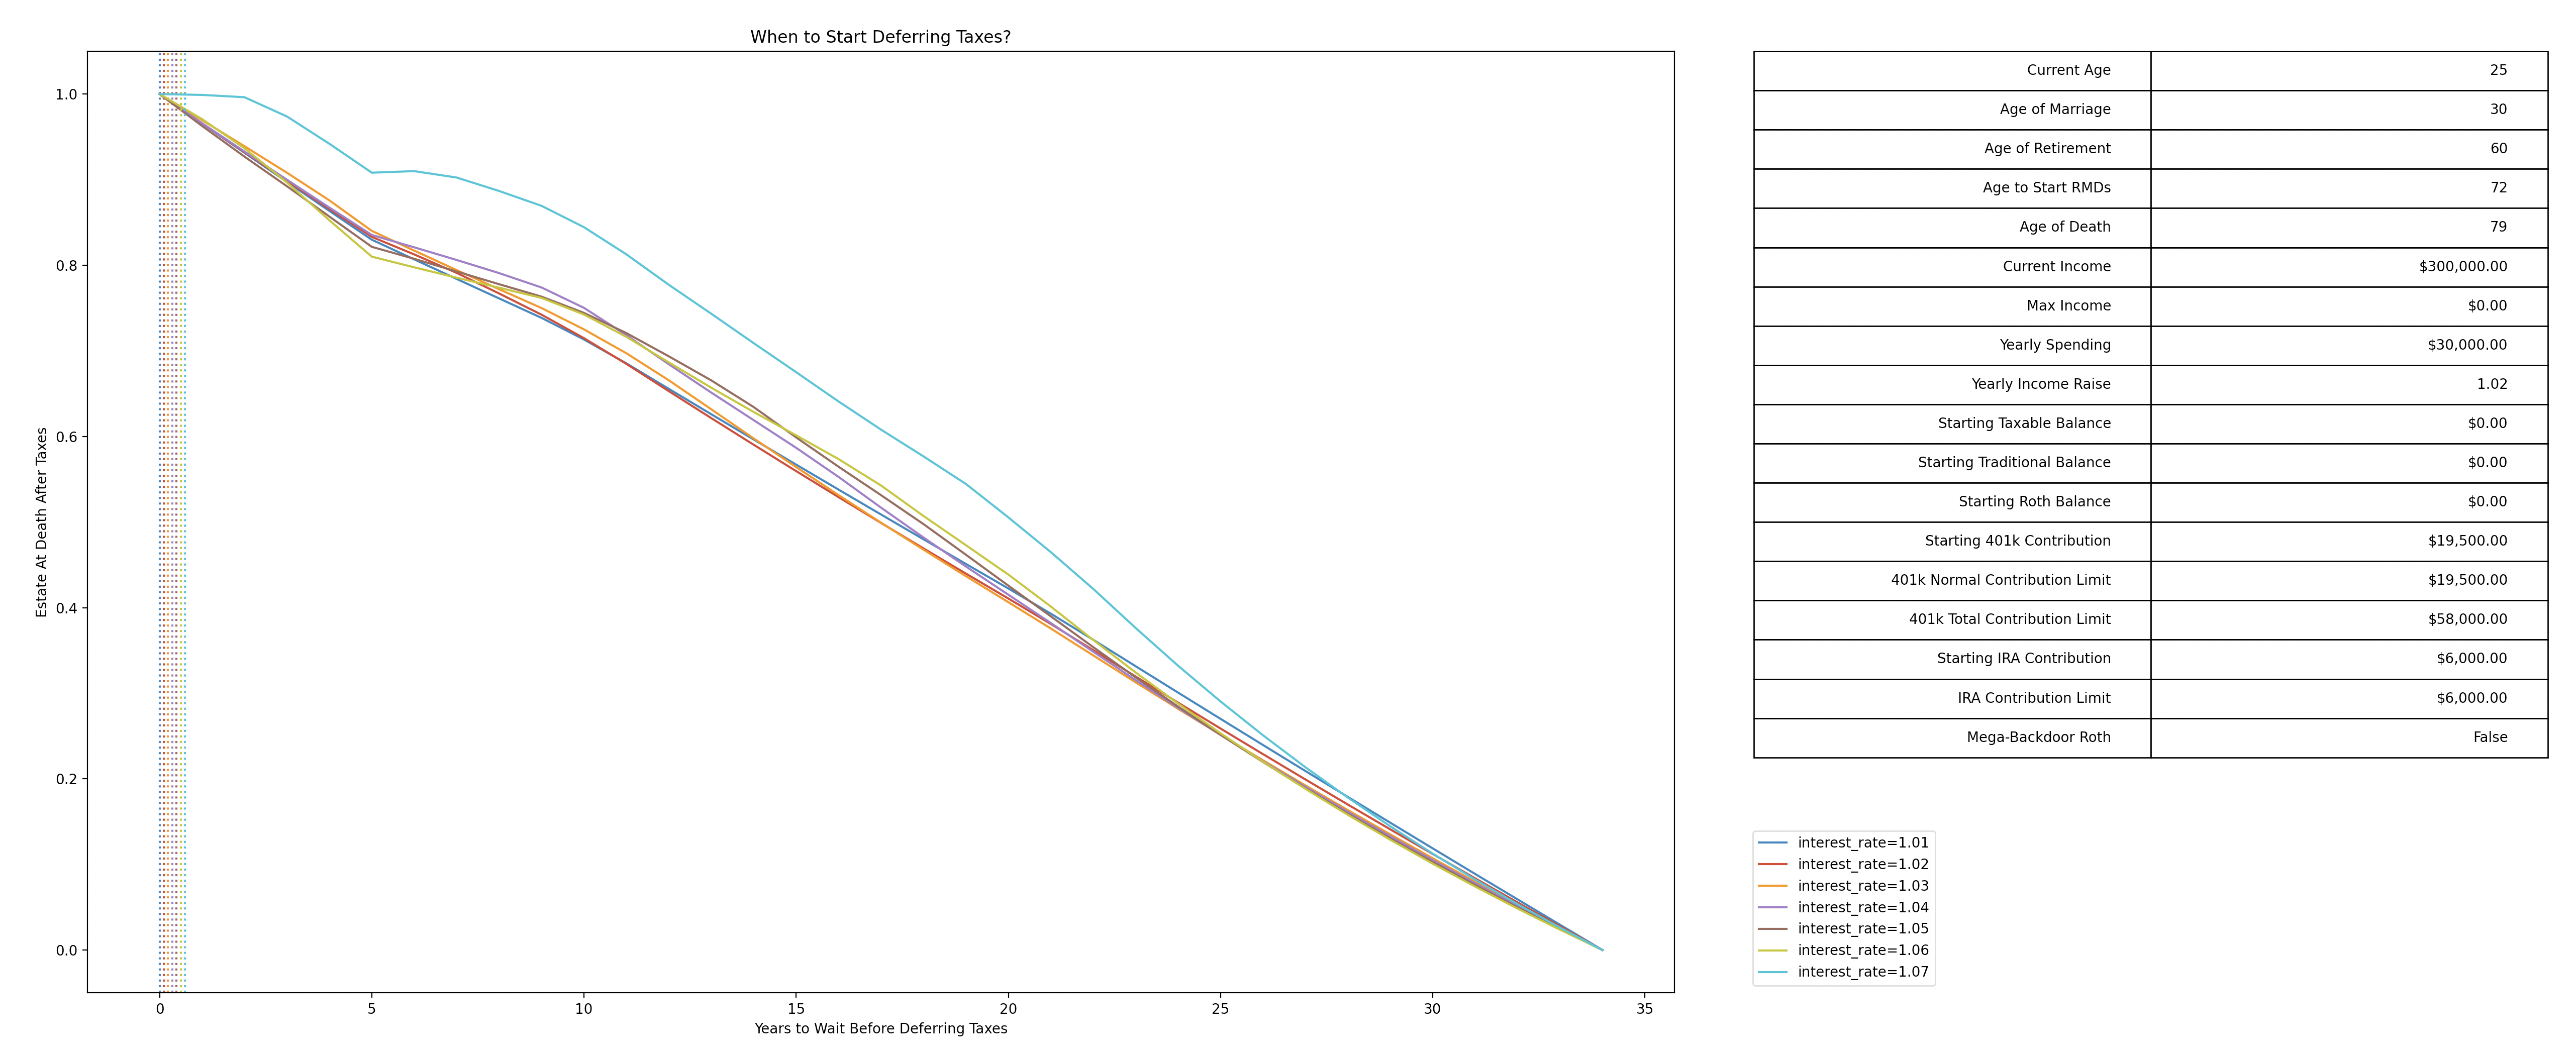 When to Start Deferring Taxes?
1.0
0.8
0.6
0.4
0.2
0.0
Estate At Death After Taxes
0 5 10 15 20 25 30 35
Years to Wait Before Deferring Taxes
Current Age 25
Age of Marriage 30
Age of Retirement 60
Age to Start RMDs 72
Age of Death 79
Current Income $300,000.00
Max Income $0.00
Yearly Spending $30,000.00
Yearly Income Raise 1.02
Starting Taxable Balance $0.00
Starting Traditional Balance $0.00
Starting Roth Balance $0.00
Starting 401k Contribution $19,500.00
401k Normal Contribution Limit $19,500.00
401k Total Contribution Limit $58,000.00
Starting IRA Contribution $6,000.00
IRA Contribution Limit $6,000.00
Mega-Backdoor Roth False
interest_rate=1.01
interest_rate=1.02
interest_rate=1.03
interest_rate=1.04
interest_rate=1.05
interest_rate=1.06
interest_rate=1.07